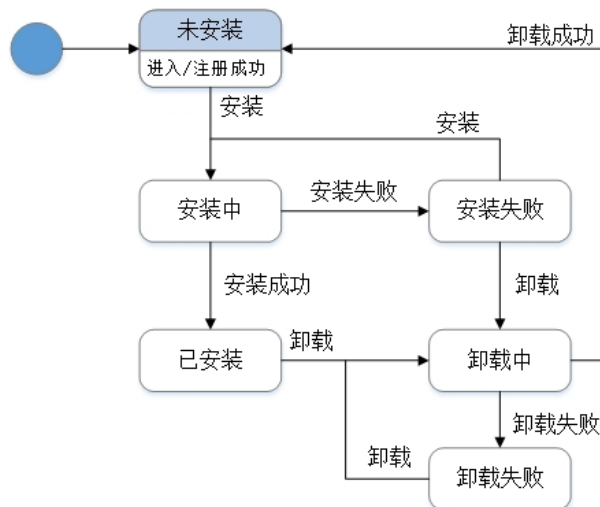 未安装
卸载成功
进入/注册成功
安装
安装
安装中
安装失败
安装失败
安装成功
卸载
已安装
卸载
卸载中
卸载失败
卸载
卸载失败